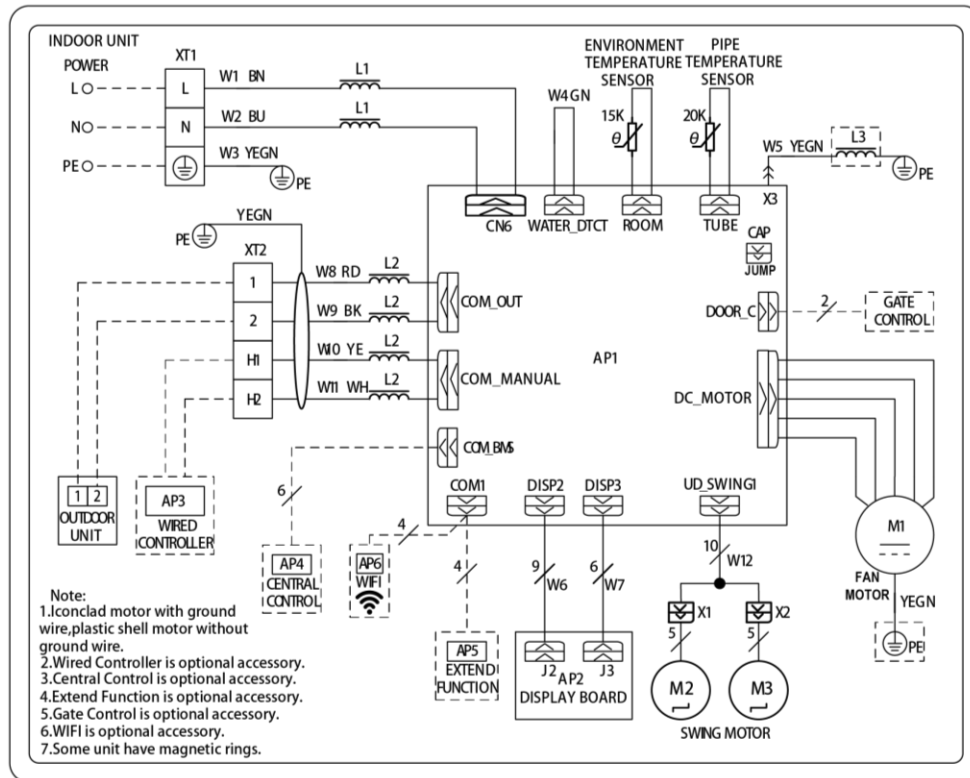 INDOOR UNIT
POWER
XT1
L
L
W1 BN
L1
N
N
W2 BU
L1
PE
W3 YEGN
PE
ENVIRONMENT
TEMPERATURE
SENSOR
PIPE
TEMPERATURE
SENSOR
W4 GN
15K
θ
20K
θ
W5 YEGN
L3
PE
X3
CN6
WATER_DTCT
ROOM
TUBE
CAP
JUMP
YEGN
PE
XT2
1
W8 RD
L2
COM_OUT
2
W9 BK
L2
H1
W10 YE
L2
COM_MANUAL
H2
W11 WH
L2
AP1
DOOR_C
2
GATE
CONTROL
DC_MOTOR
COM_BMS
COM1
DISP2
DISP3
UD_SWING1
1 2
OUTDOOR
UNIT
AP3
WIRED
CONTROLLER
6
AP4
CENTRAL
CONTROL
4
AP6
WIFI
4
AP5
EXTEND
FUNCTION
9
W6
6
W7
J2
J3
AP2
DISPLAY BOARD
10
W12
X1
X2
5
5
M2
M3
SWING MOTOR
M1
FAN
MOTOR
YEGN
PE
Note:
1.Iconclad motor with ground
wire,plastic shell motor without
ground wire.
2.Wired Controller is optional accessory.
3.Central Control is optional accessory.
4.Extend Function is optional accessory.
5.Gate Control is optional accessory.
6.WIFI is optional accessory.
7.Some unit have magnetic rings.